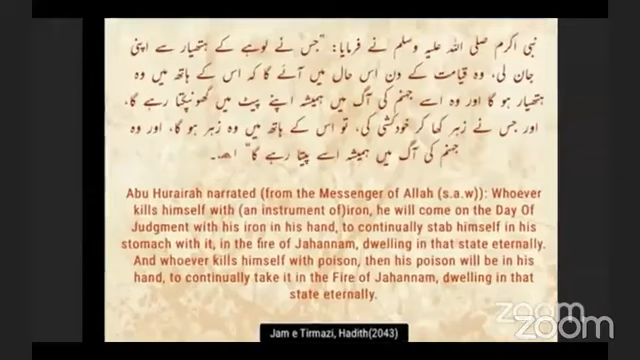 نبی اکرم صلی اللہ علیہ وسلم نے فرمایا: "جس نے لوہے کے ہتھیار سے اپنی
جان لی، وہ قیامت کے دن اس حال میں آئے گا کہ اس کے ہاتھ میں وہ
ہتھیار ہو گا اور وہ اسے جہنم کی آگ میں ہمیشہ اپنے پیٹ میں گھونپتا رہے گا،
اور جس نے زہر کھا کر خودکشی کی، تو اس کے ہاتھ میں وہ زہر ہو گا، اور وہ
جہنم کی آگ میں ہمیشہ اسے پیتا رہے گا"
Abu Hurairah narrated (from the Messenger of Allah (s.a.w)): Whoever
kills himself with (an instrument of)iron, he will come on the Day Of
Judgment with his iron in his hand, to continually stab himself in his
stomach with it, in the fire of Jahannam, dwelling in that state eternally.
And whoever kills himself with poison, then his poison will be in his
hand, to continually take it in the Fire of Jahannam, dwelling in that
state eternally.
Jam e Tirmazi, Hadith(2043)
zoom
zoom